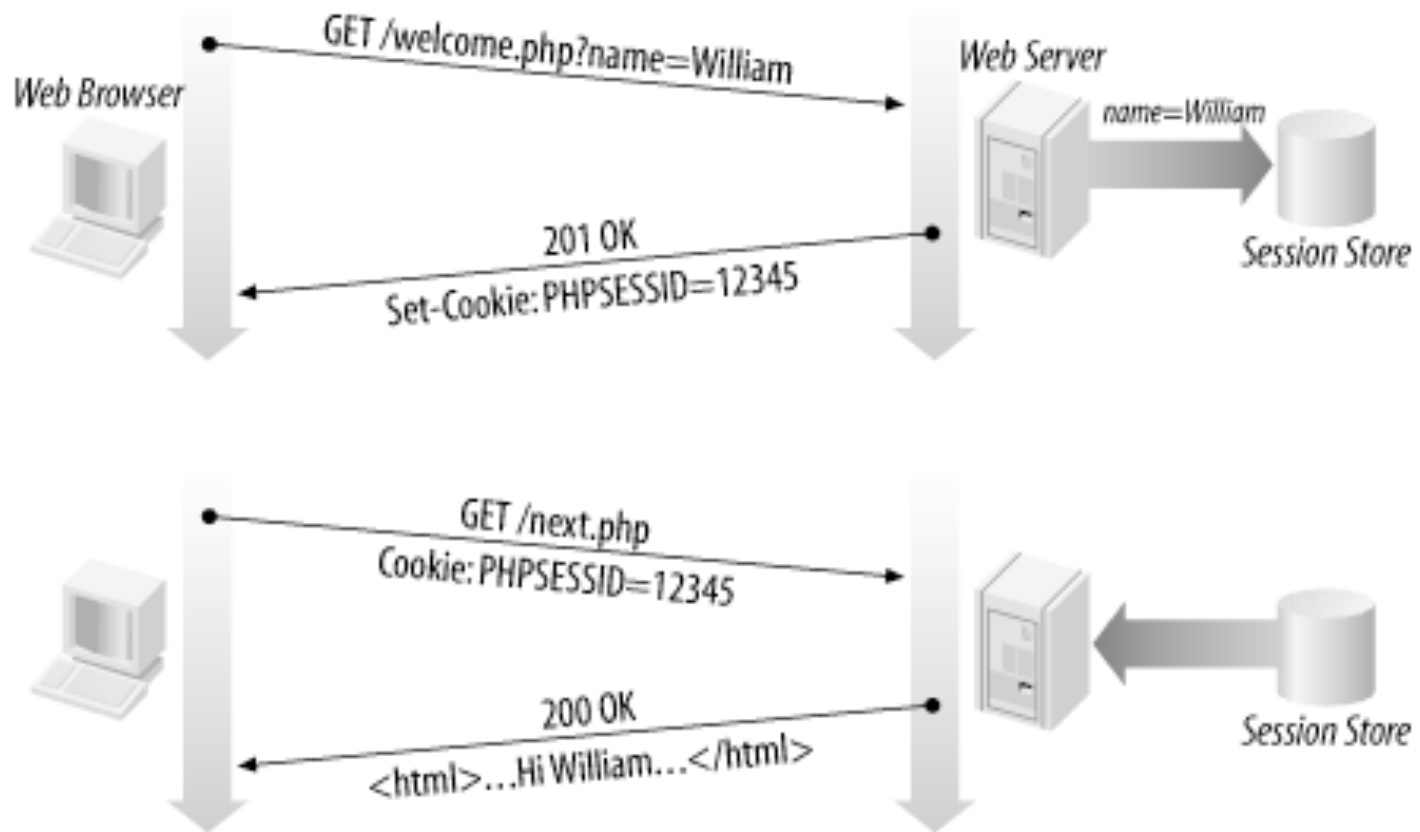 GET /welcome.php?name=William
Web Browser
Web Server
name=William
201 OK
Set-Cookie: PHPSESSID=12345
Session Store
GET /next.php
Cookie: PHPSESSID=12345
200 OK
<html>...Hi William...</html>
Session Store